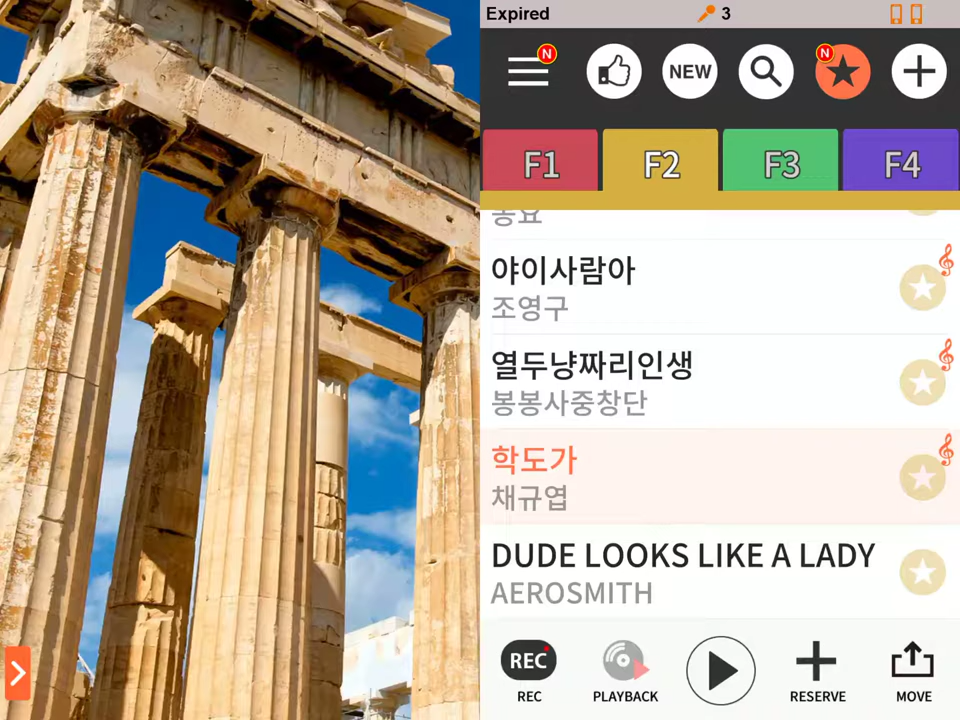 Expired
3
N
NEW
N
F1
F2
F3
F4
동요
야이사람아
조영구
열두냥짜리인생
봉봉사중창단
학도가
채규엽
DUDE LOOKS LIKE A LADY
AEROSMITH
REC
REC
PLAYBACK
RESERVE
MOVE